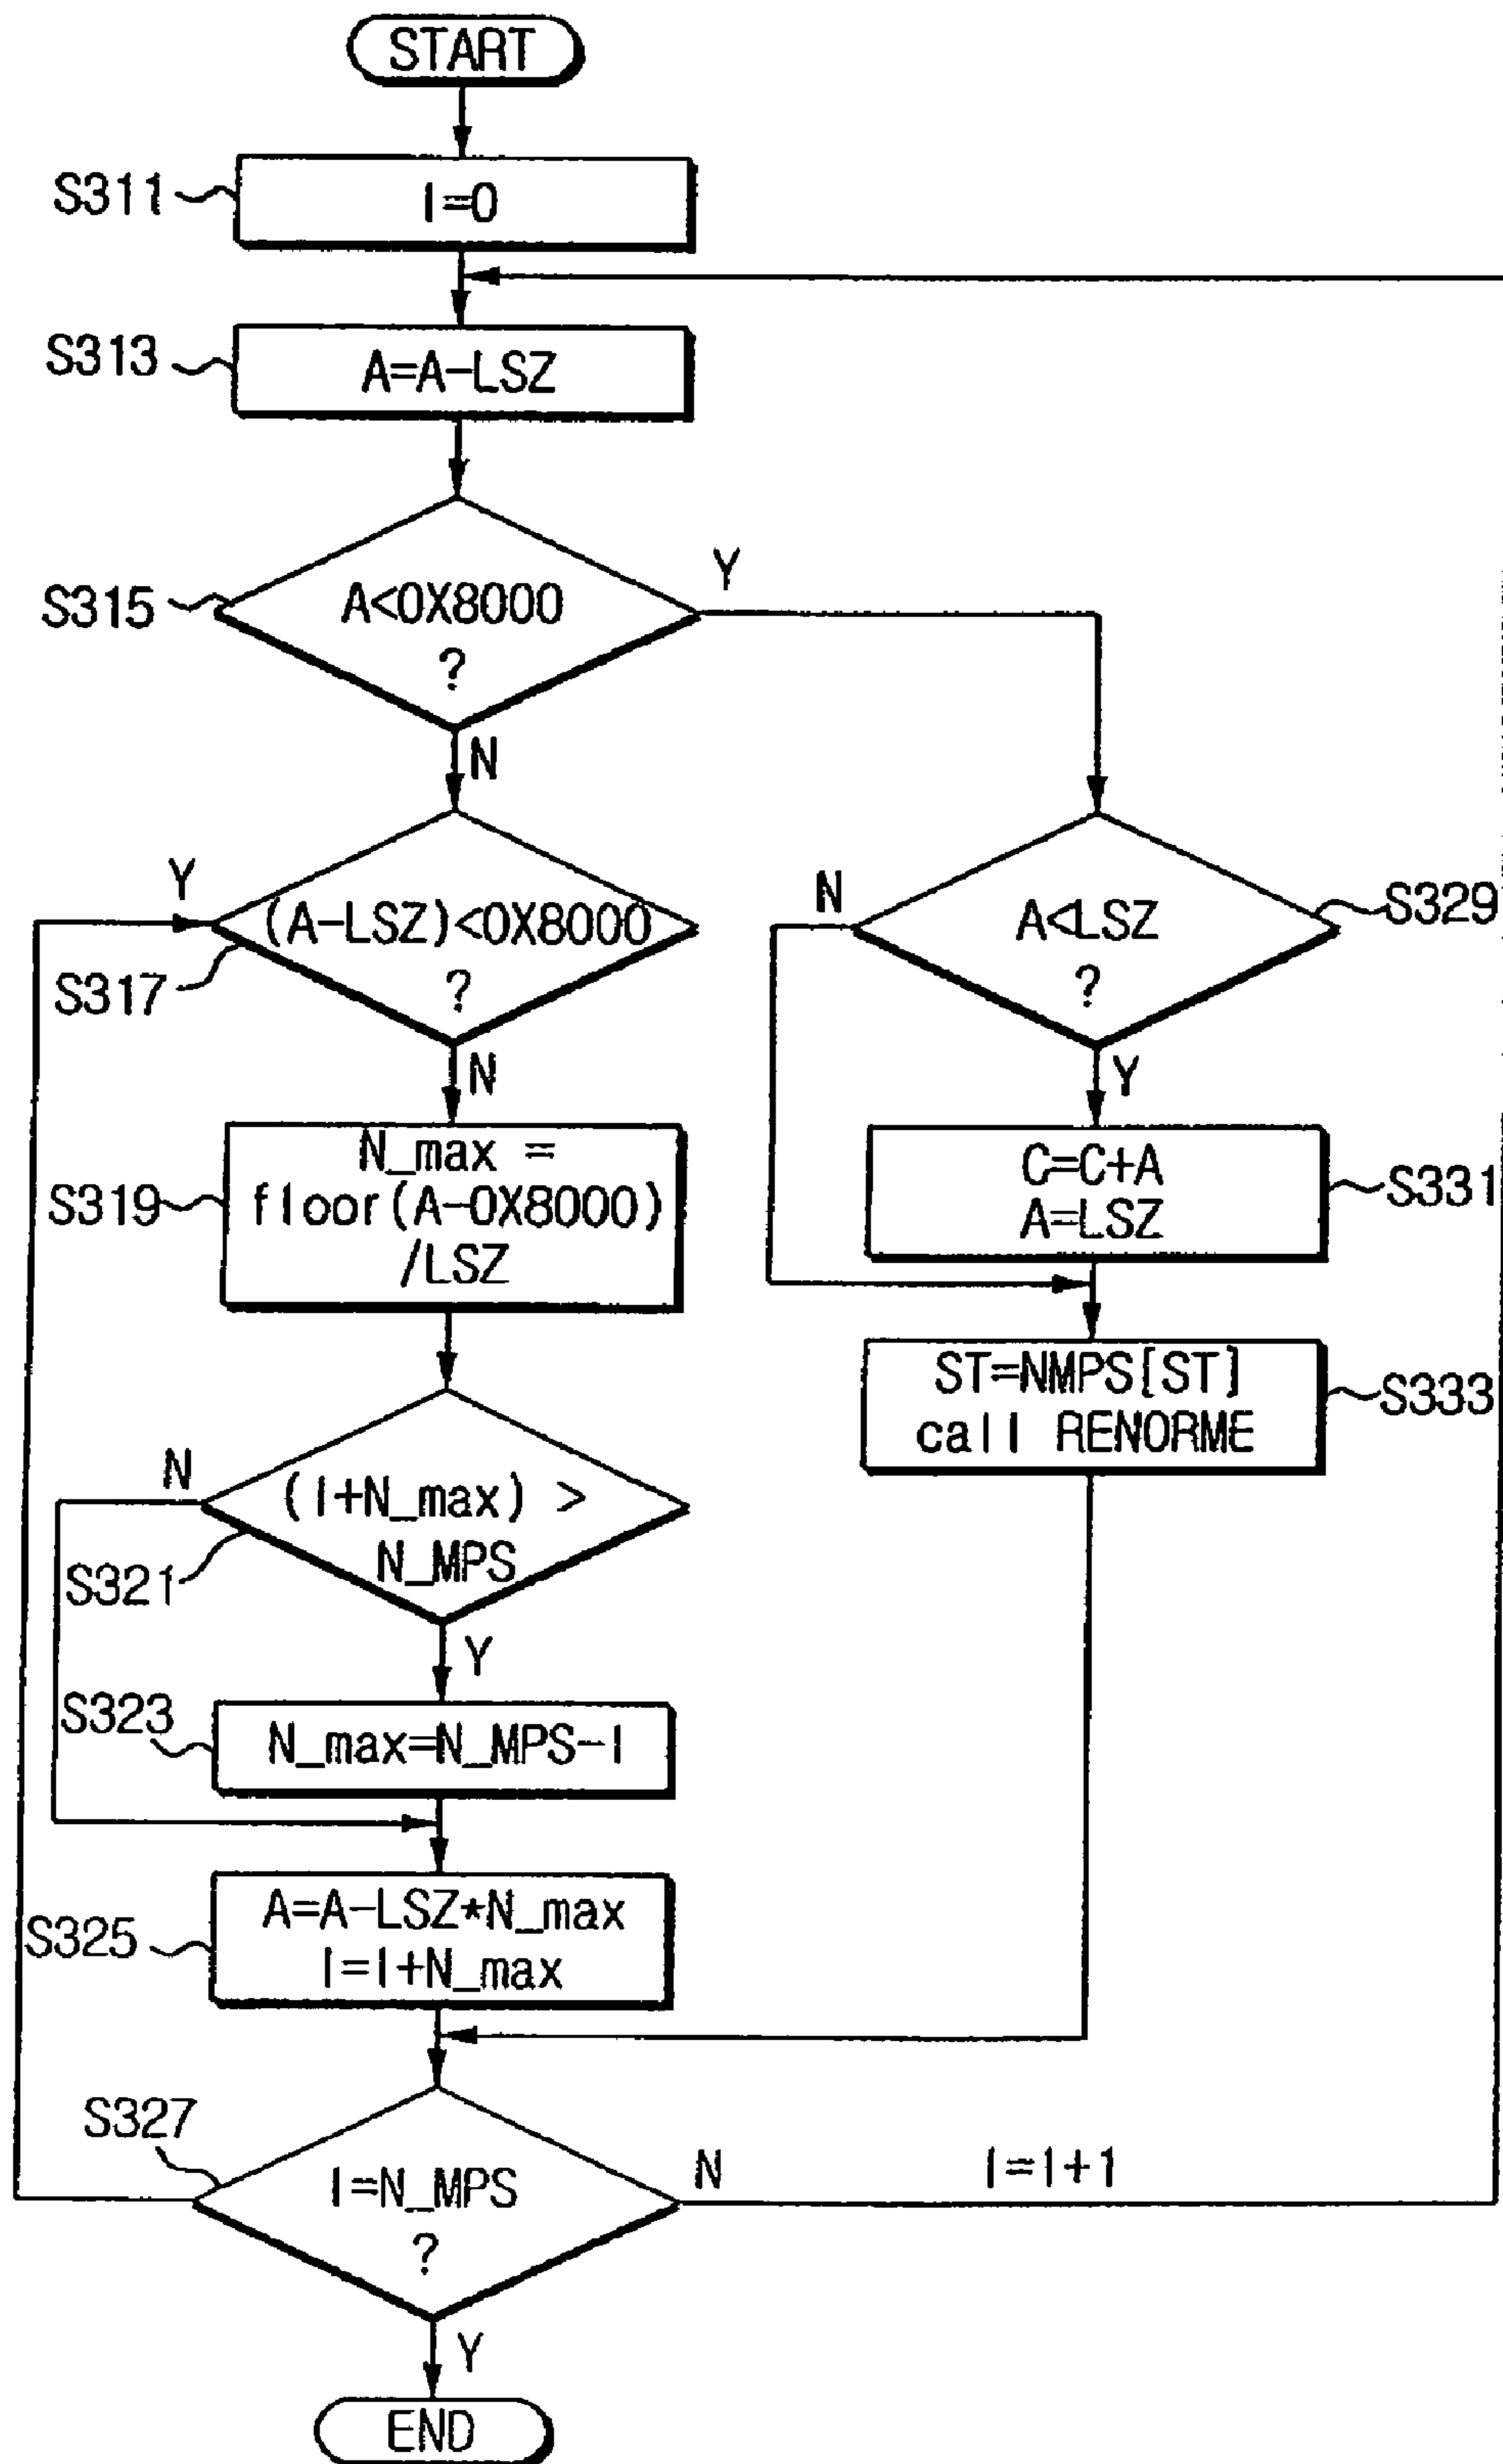 START
S311
I=0
S313
A=A-LSZ
S315
A<0X8000
?
Y
N
Y
(A-LSZ)<0X8000
?
S317
N
N
A<LSZ
?
S329
Y
S319
N_max =
floor(A-0X8000)
/LSZ
C=C+A
A=LSZ
S331
ST=NMPS[ST]
call RENORME
S333
N
(I+N_max) >
N_MPS
S321
Y
S323
N_max=N_MPS-I
S325
A=A-LSZ*N_max
I=I+N_max
S327
I=N_MPS
?
N
I=I+1
Y
END